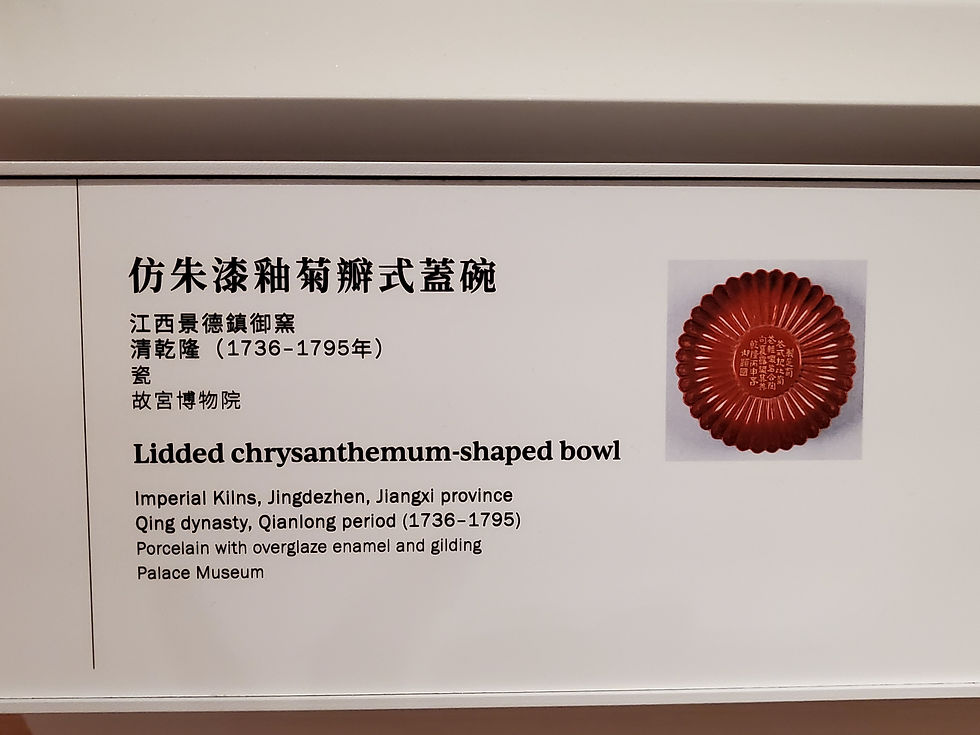 仿朱漆釉菊瓣式蓋碗
江西景德鎮御窯
清乾隆（1736–1795年）
瓷
故宮博物院
Lidded chrysanthemum-shaped bowl
Imperial Kilns, Jingdezhen, Jiangxi province
Qing dynasty, Qianlong period (1736–1795)
Porcelain with overglaze enamel and gilding
Palace Museum